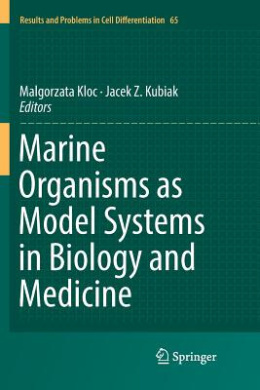 Results and Problems in Cell Differentiation 65
Malgorzata Kloc · Jacek Z. Kubiak
Editors
Marine
Organisms as
Model Systems
in Biology and
Medicine
Springer